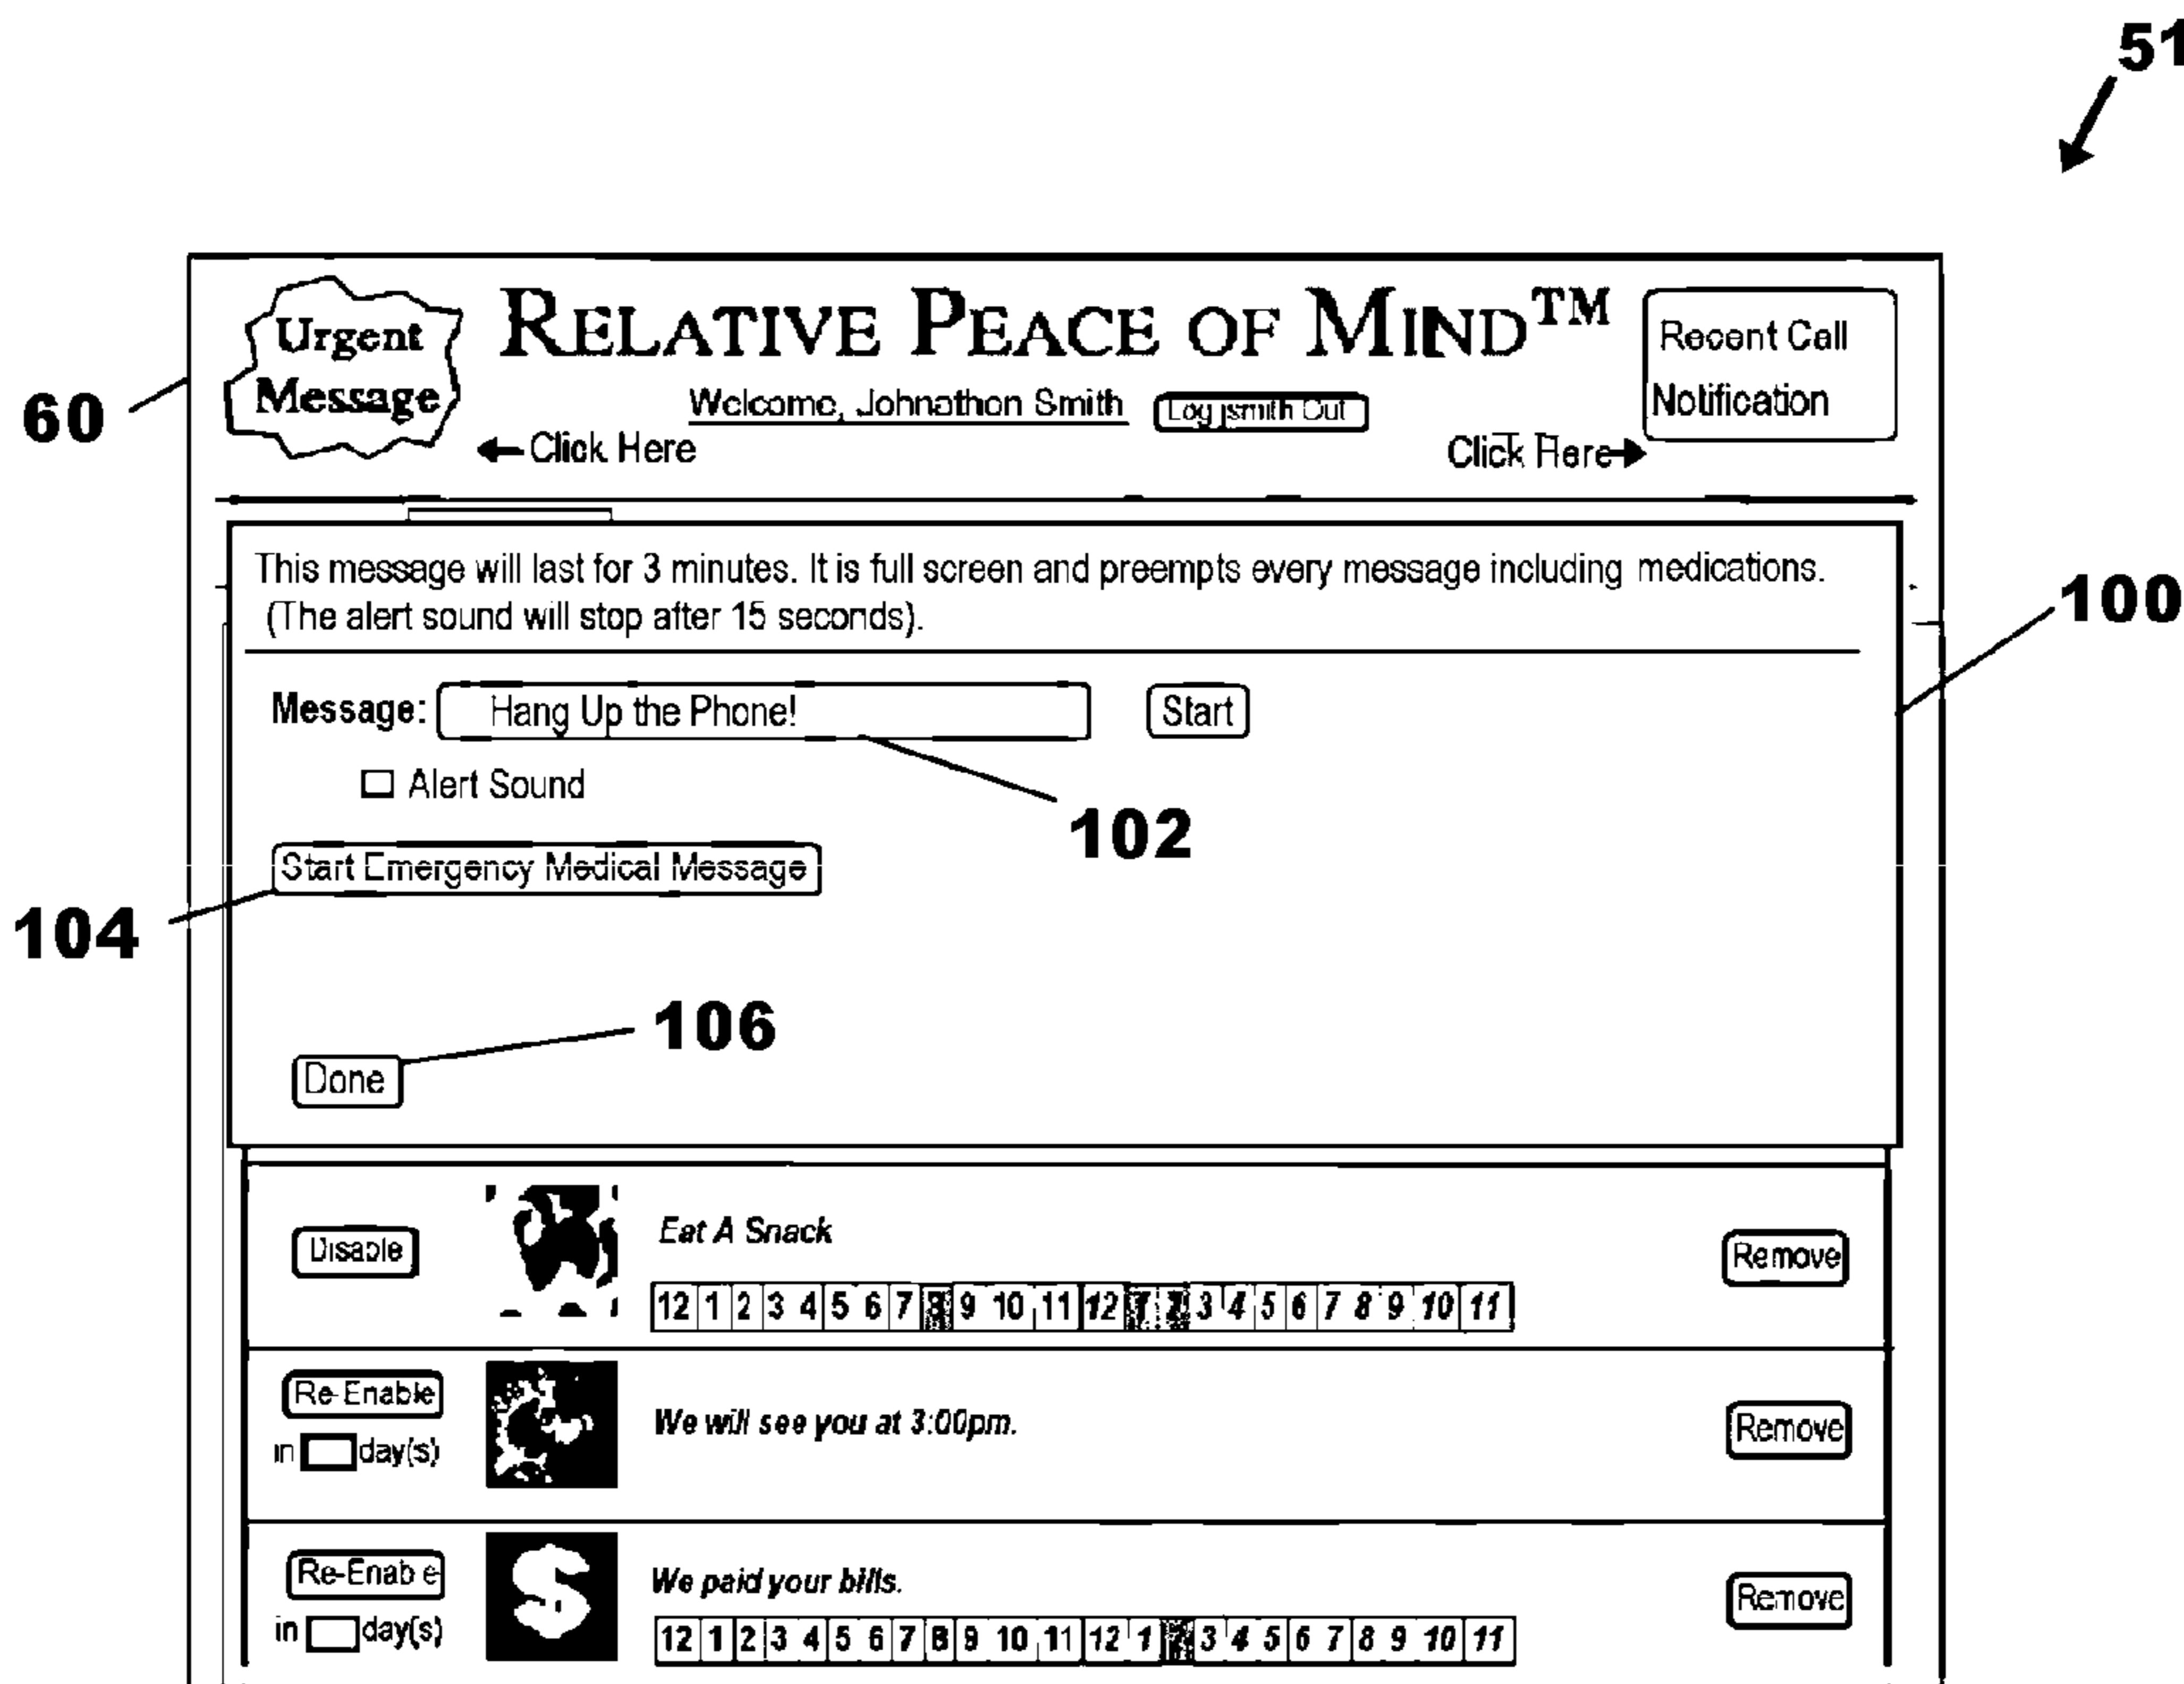 51
Urgent
Message
RELATIVE PEACE OF MIND™
Recent Call
Notification
60
Welcome, Johnathon Smith
Log jsmith Out
←Click Here
Click Here→
This message will last for 3 minutes. It is full screen and preempts every message including medications.
(The alert sound will stop after 15 seconds).
100
Message: Hang Up the Phone! Start
Alert Sound
102
Start Emergency Medical Message
104
106
Done
Eat A Snack
Disable
Remove
12 1 2 3 4 5 6 7 8 9 10 11 12 1 2 3 4 5 6 7 8 9 10 11
Re-Enable
in day(s)
We will see you at 3:00pm.
Remove
Re-Enab e
in day(s)
$
We paid your bills.
Remove
12 1 2 3 4 5 6 7 8 9 10 11 12 1 2 3 4 5 6 7 8 9 10 11